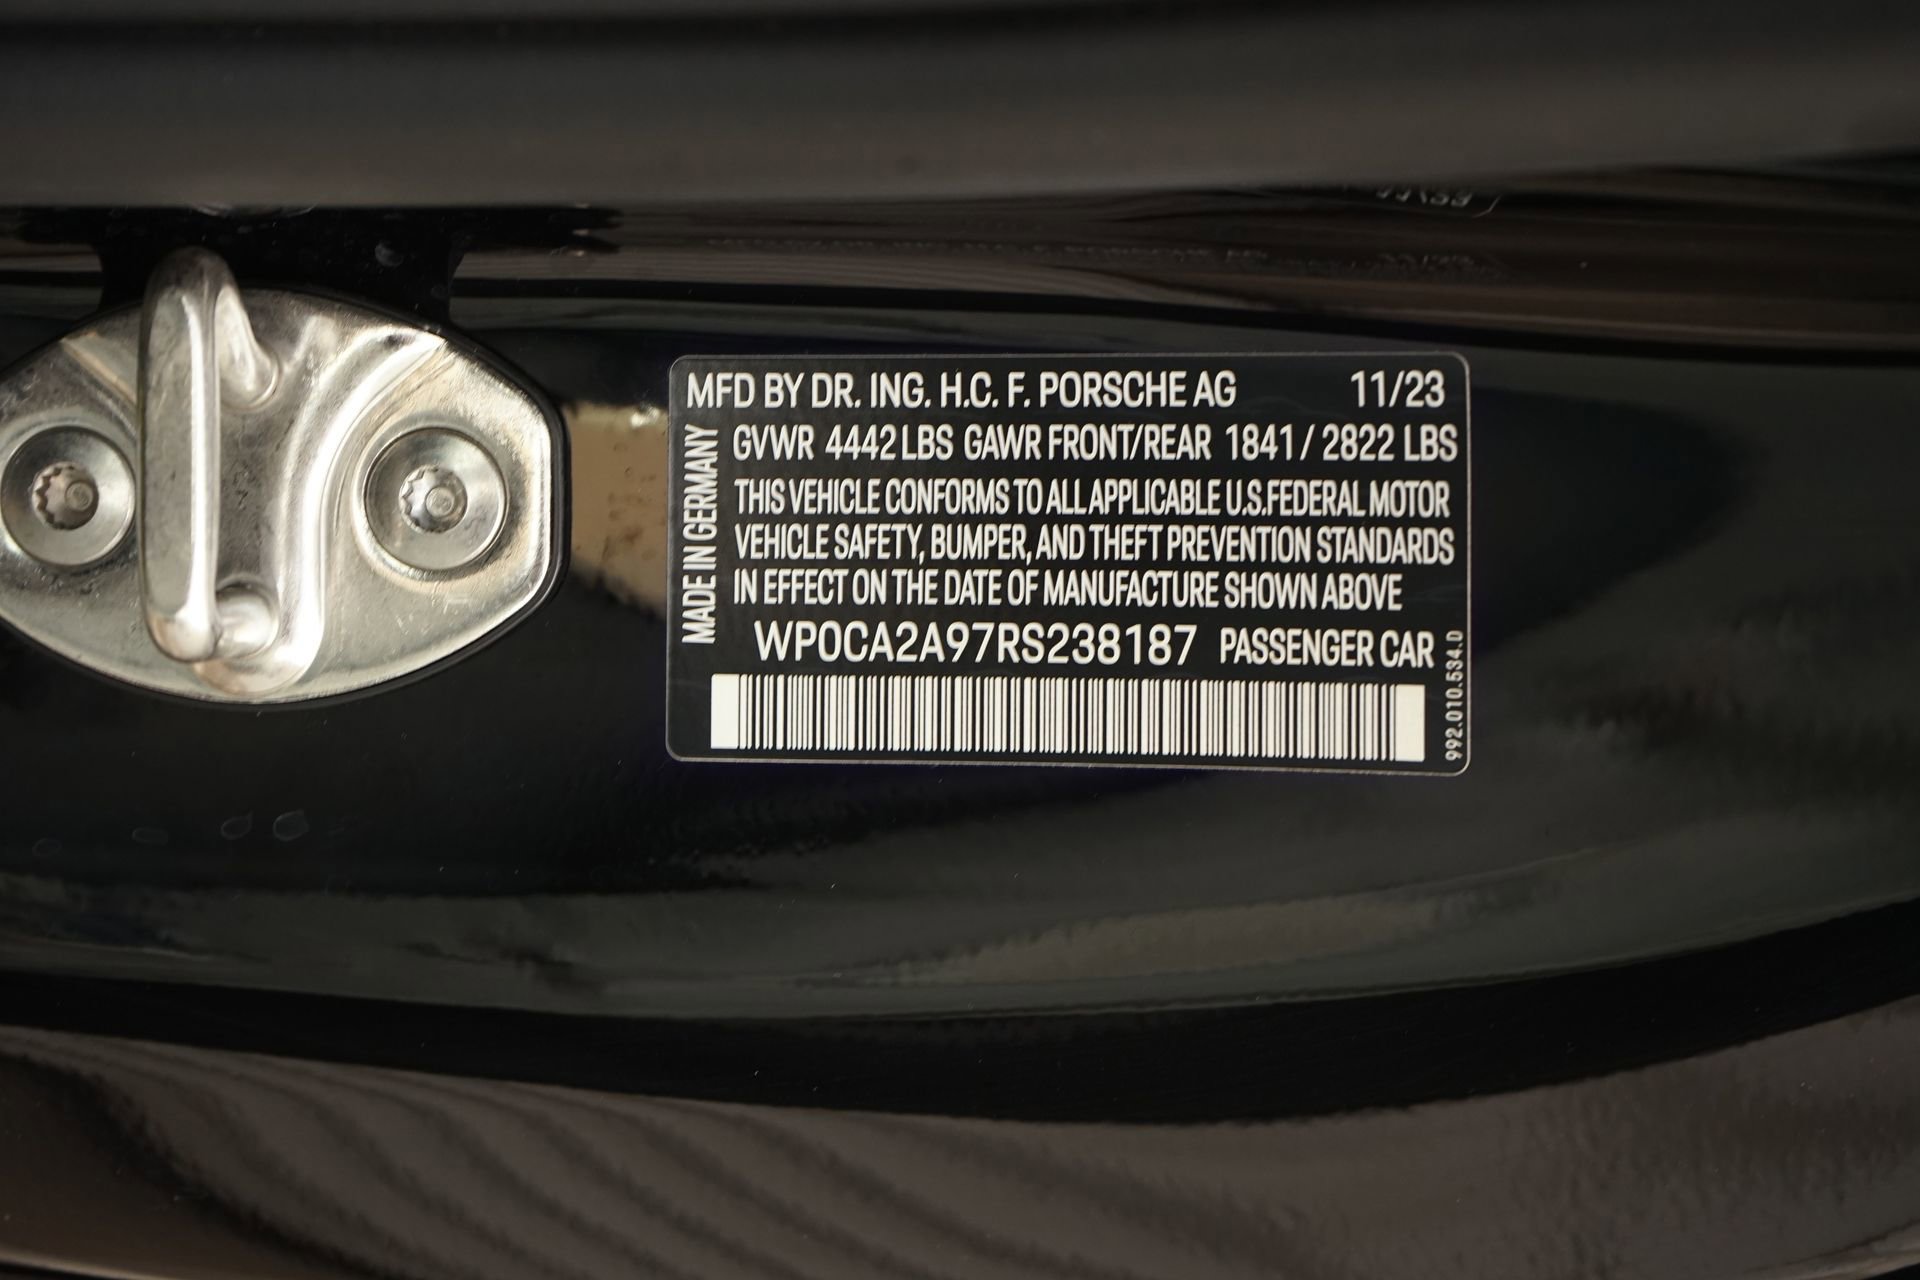 MFD BY DR. ING. H.C. F. PORSCHE AG 11/23
GVWR 4442 LBS GAWR FRONT/REAR 1841 / 2822 LBS
THIS VEHICLE CONFORMS TO ALL APPLICABLE U.S.FEDERAL MOTOR
VEHICLE SAFETY, BUMPER, AND THEFT PREVENTION STANDARDS
IN EFFECT ON THE DATE OF MANUFACTURE SHOWN ABOVE
WP0CA2A97RS238187 PASSENGER CAR
MADE IN GERMANY
992.010.534.D